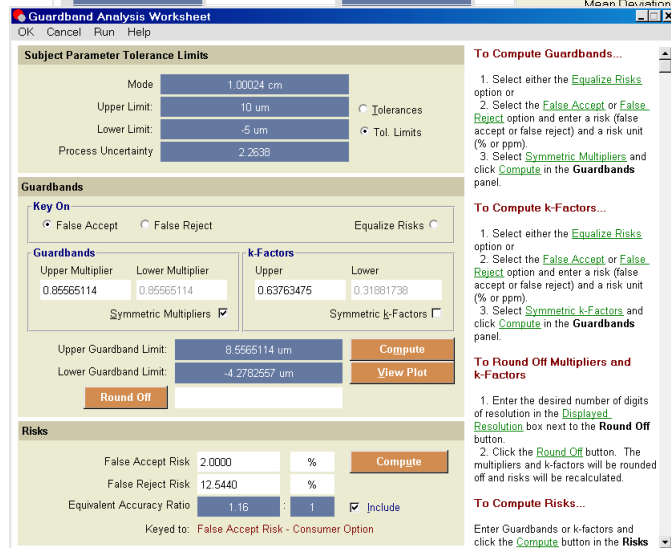 Mean Deviation
Guardband Analysis Worksheet
OK Cancel Run Help
Subject Parameter Tolerance Limits
Mode 1.00024 cm
Upper Limit: 10 um
Tolerances
Lower Limit: -5 um
Tol. Limits
Process Uncertainty 2.2638
Guardbands
Key On
False Accept False Reject Equalize Risks
Guardbands k-Factors
Upper Multiplier Lower Multiplier Upper Lower
0.85565114 0.85565114 0.63763475 0.31881738
Symmetric Multipliers Symmetric k-Factors
Upper Guardband Limit: 8.5565114 um Compute
Lower Guardband Limit: -4.2782557 um View Plot
Round Off
Risks
False Accept Risk 2.0000 % Compute
False Reject Risk 12.5440 %
Equivalent Accuracy Ratio 1.16 : 1 Include
Keyed to: False Accept Risk - Consumer Option
To Compute Guardbands...
1. Select either the Equalize Risks
option or
2. Select the False Accept or False
Reject option and enter a risk (false
accept or false reject) and a risk unit
(% or ppm).
3. Select Symmetric Multipliers and
click Compute in the Guardbands
panel.
To Compute k-Factors...
1. Select either the Equalize Risks
option or
2. Select the False Accept or False
Reject option and enter a risk (false
accept or false reject) and a risk unit
(% or ppm).
3. Select Symmetric k-Factors and
click Compute in the Guardbands
panel.
To Round Off Multipliers and
k-Factors
1. Enter the desired number of digits
of resolution in the Displayed
Resolution box next to the Round Off
button.
2. Click the Round Off button. The
multipliers and k-factors will be rounded
off and risks will be recalculated.
To Compute Risks...
Enter Guardbands or k-factors and
click the Compute button in the Risks